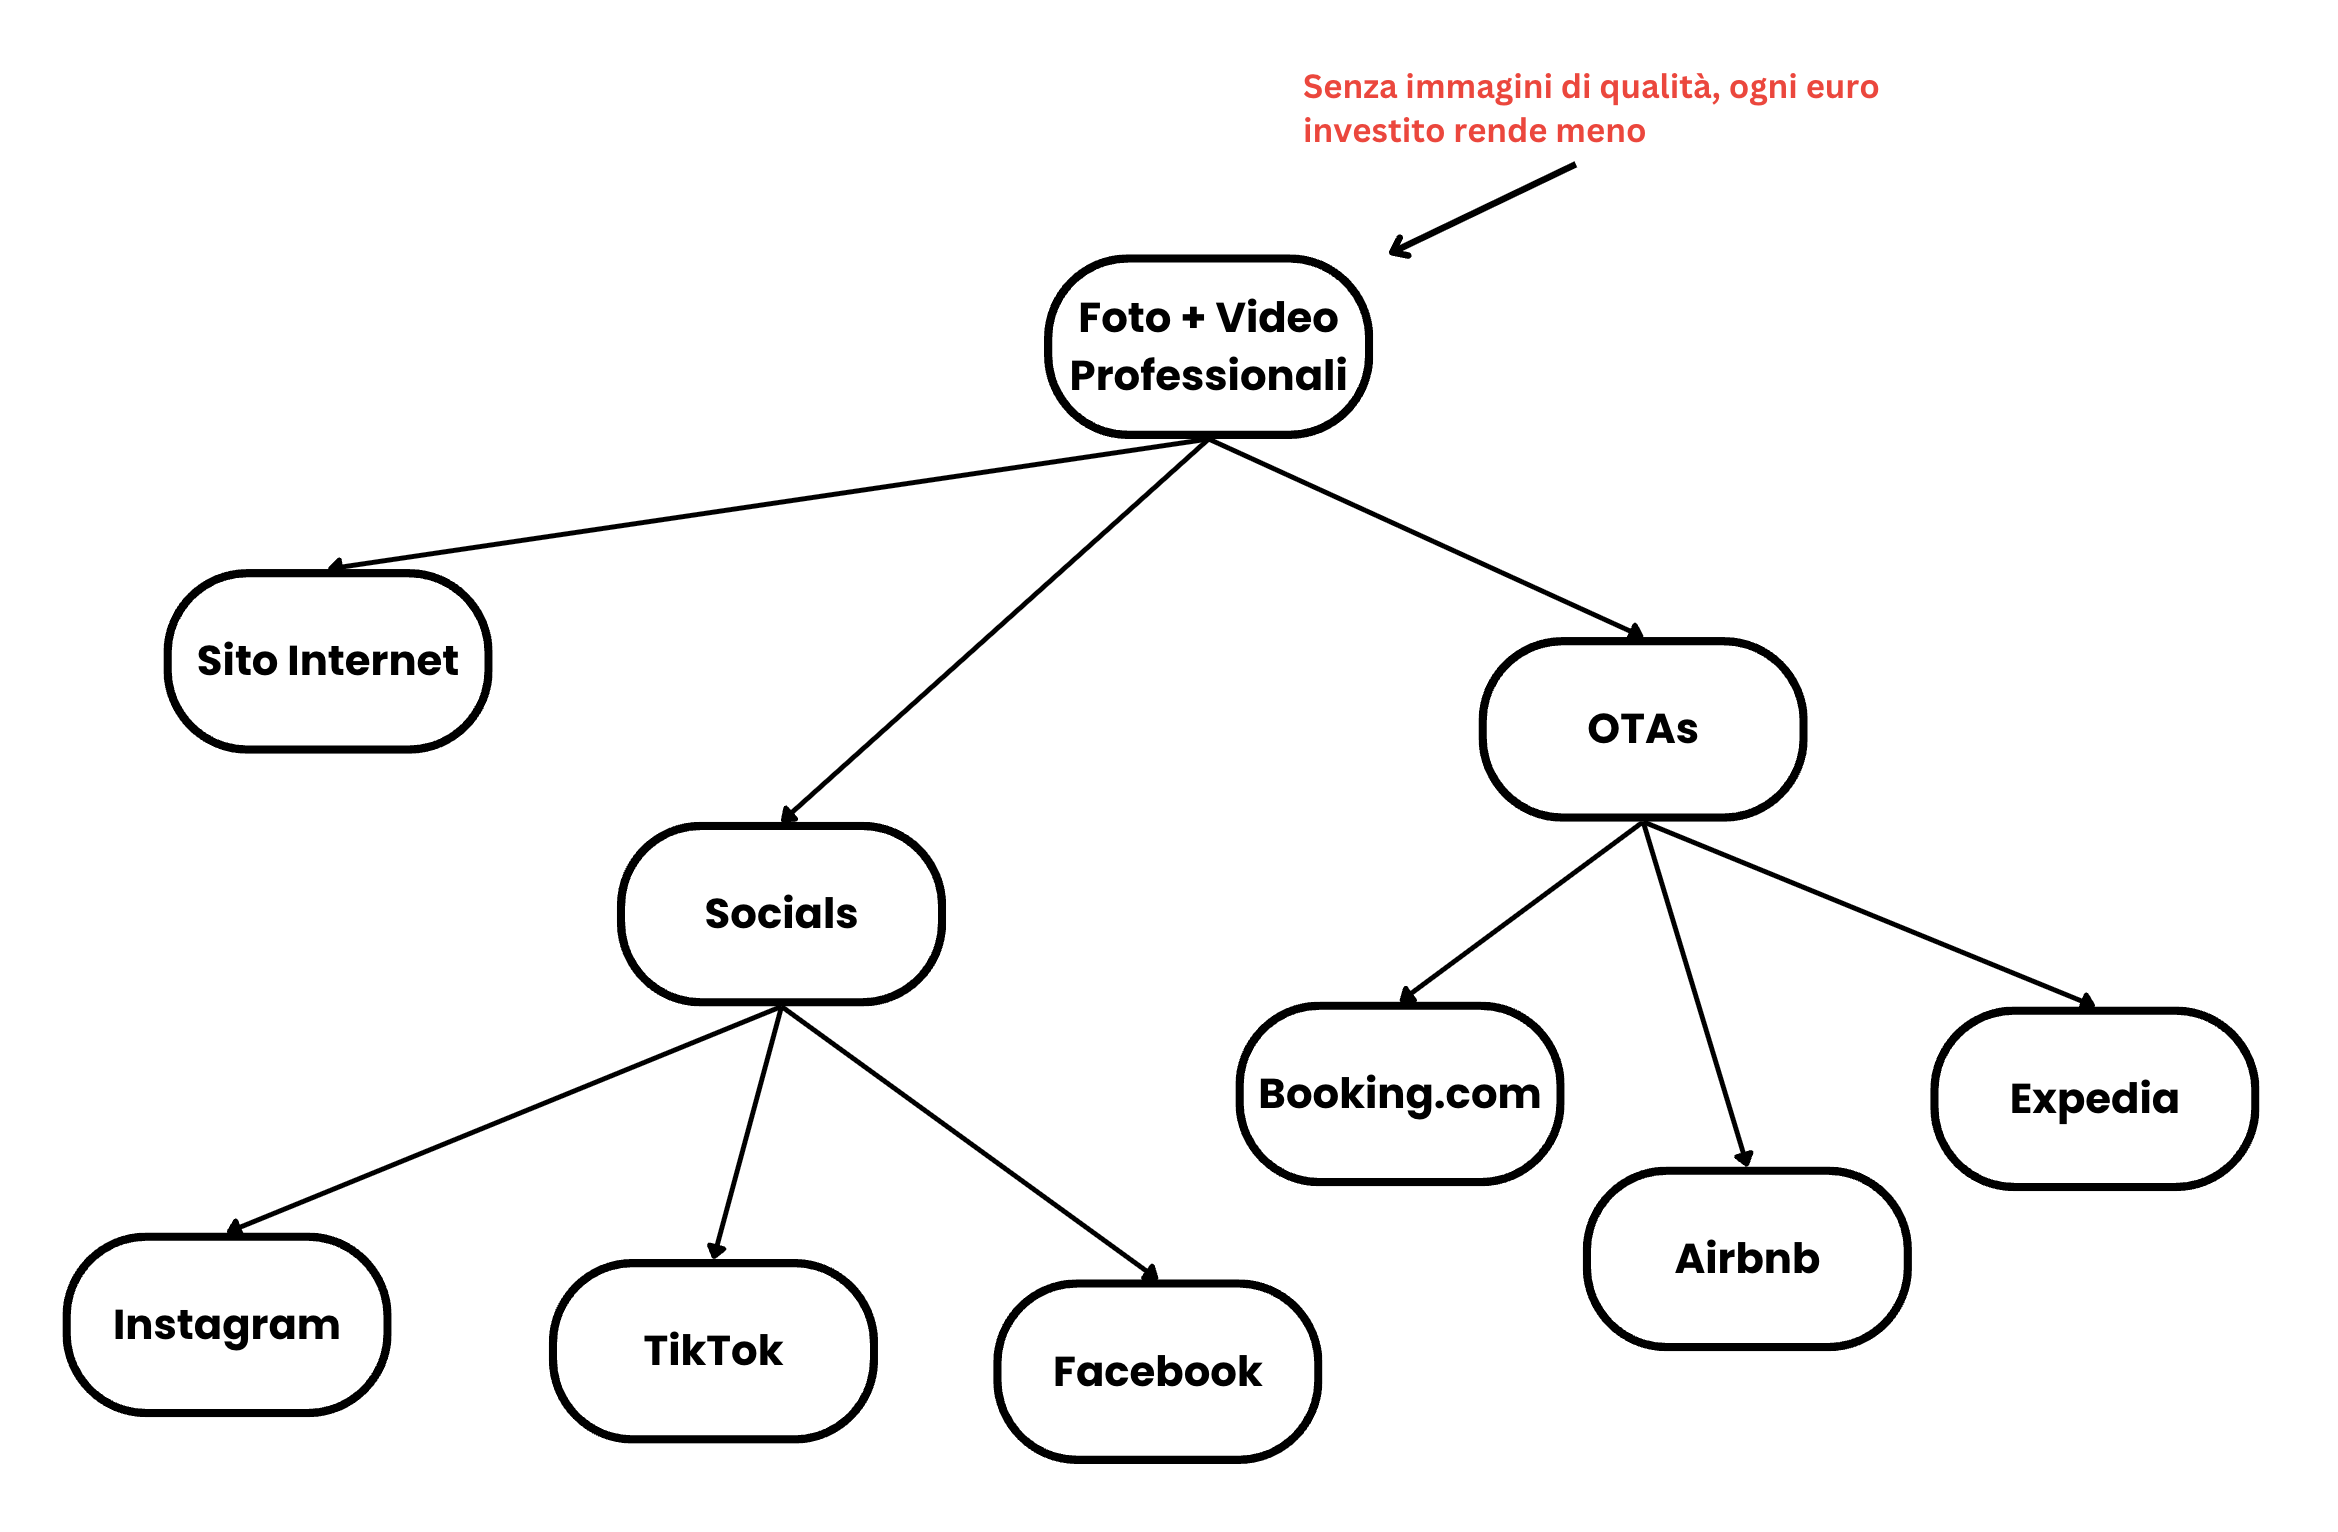 Senza immagini di qualità, ogni euro
investito rende meno
Foto + Video
Professionali
Sito Internet
OTAs
Socials
Booking.com
Expedia
Airbnb
Instagram
TikTok
Facebook